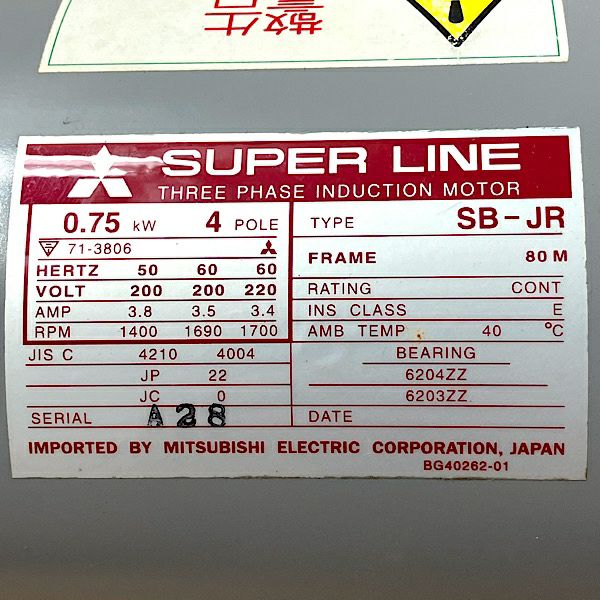 SUPER LINE
THREE PHASE INDUCTION MOTOR
0.75 kW 4 POLE
71-3806
HERTZ 50 60 60
VOLT 200 200 220
AMP 3.8 3.5 3.4
RPM 1400 1690 1700
JIS C 4210 4004
JP 22
JC 0
SERIAL A28
TYPE SB-JR
FRAME 80M
RATING CONT
INS CLASS E
AMB TEMP 40 °C
BEARING
6204ZZ
6203ZZ
DATE
IMPORTED BY MITSUBISHI ELECTRIC CORPORATION, JAPAN
BG40262-01